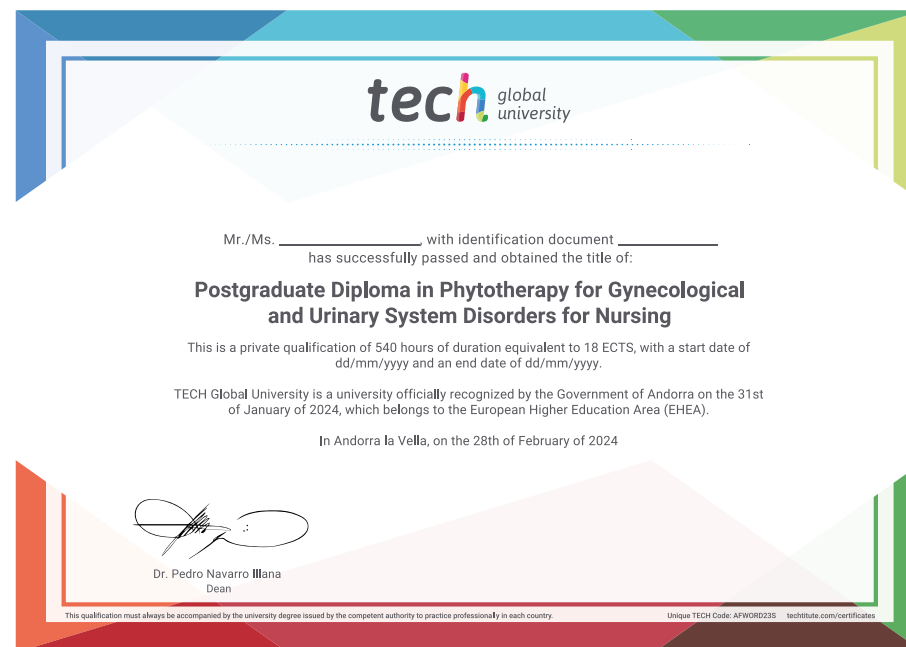 tech global
university
Mr./Ms. ____________, with identification document ____________
has successfully passed and obtained the title of:
Postgraduate Diploma in Phytotherapy for Gynecological
and Urinary System Disorders for Nursing
This is a private qualification of 540 hours of duration equivalent to 18 ECTS, with a start date of
dd/mm/yyyy and an end date of dd/mm/yyyy.
TECH Global University is a university officially recognized by the Government of Andorra on the 31st
of January of 2024, which belongs to the European Higher Education Area (EHEA).
In Andorra la Vella, on the 28th of February of 2024
Dr. Pedro Navarro Illana
Dean
This qualification must always be accompanied by the university degree issued by the competent authority to practice professionally in each country.
Unique TECH Code: AFWORD23S techtitute.com/certificates